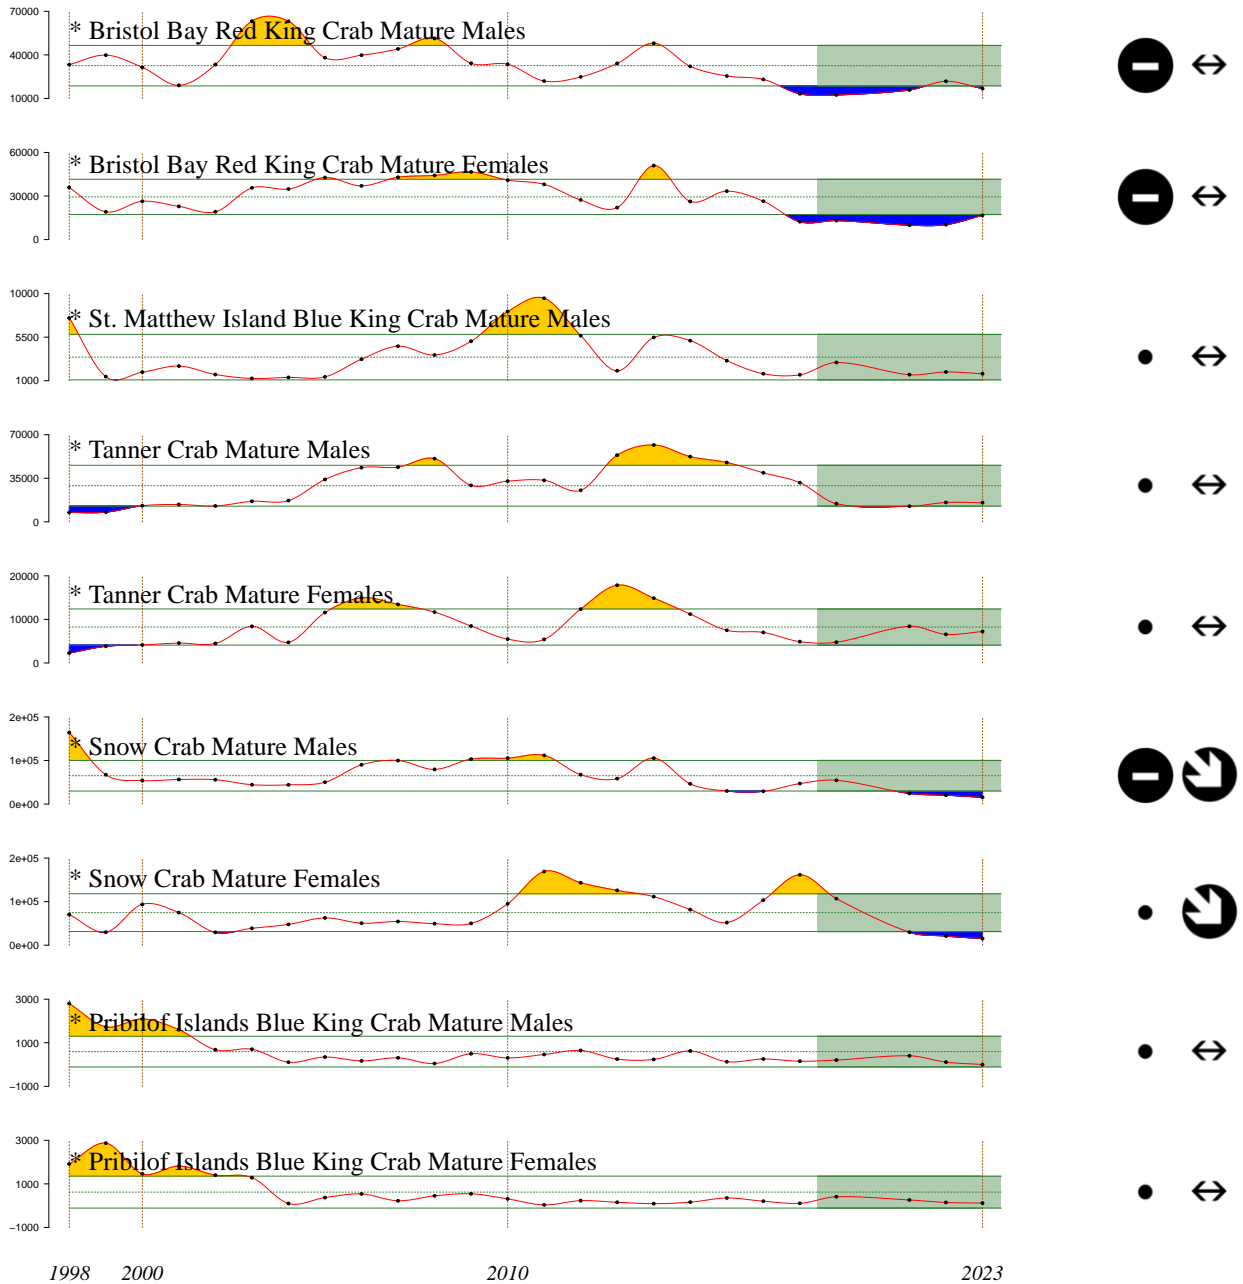 70000
* Bristol Bay Red King Crab Mature Males
40000
10000
60000
* Bristol Bay Red King Crab Mature Females
30000
0
10000
* St. Matthew Island Blue King Crab Mature Males
5500
1000
70000
* Tanner Crab Mature Males
35000
0
20000
* Tanner Crab Mature Females
10000
0
2e+05
* Snow Crab Mature Males
1e+05
0e+00
2e+05
* Snow Crab Mature Females
1e+05
0e+00
3000
* Pribilof Islands Blue King Crab Mature Males
1000
−1000
3000
* Pribilof Islands Blue King Crab Mature Females
1000
−1000
1998 2000 2010 2023